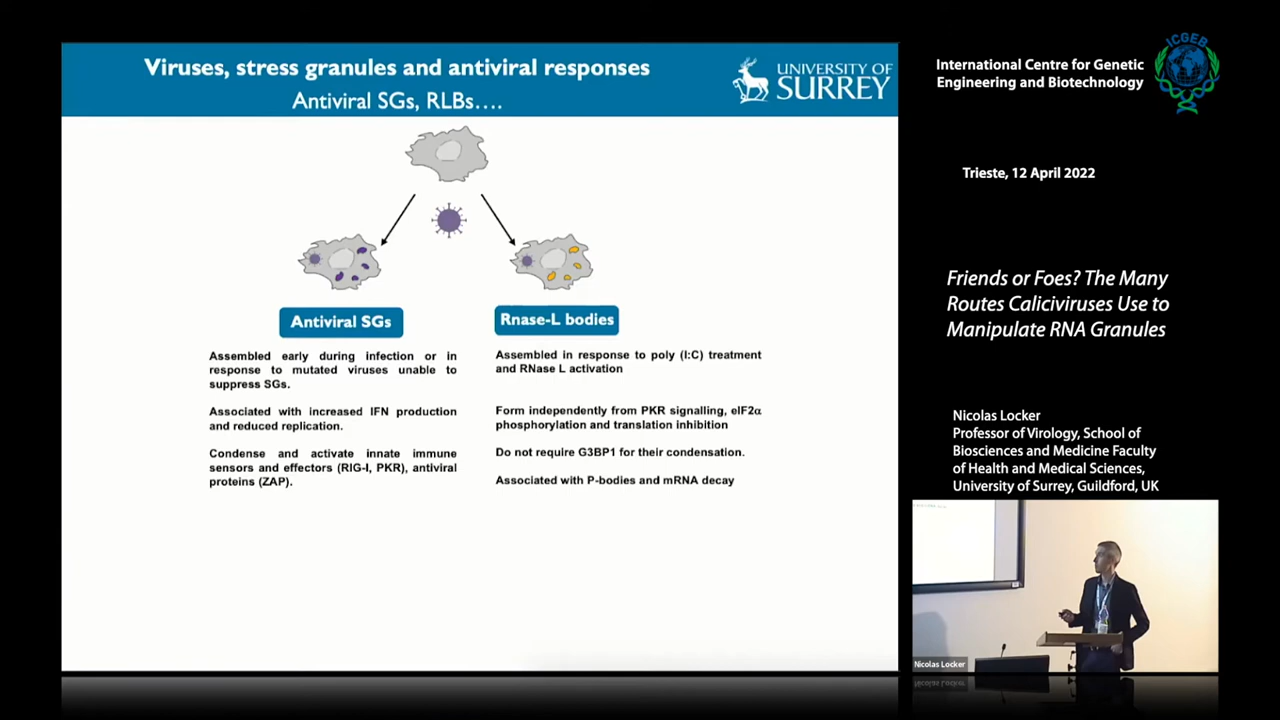 Viruses, stress granules and antiviral responses
Antiviral SGs, RLBs....
UNIVERSITY OF
SURREY
Antiviral SGs
Assembled early during infection or in
response to mutated viruses unable to
suppress SGs.
Associated with increased IFN production
and reduced replication.
Condense and activate innate immune
sensors and effectors (RIG-I, PKR), antiviral
proteins (ZAP).
Rnase-L bodies
Assembled in response to poly (I:C) treatment
and RNase L activation
Form independently from PKR signalling, eIF2α
phosphorylation and translation inhibition
Do not require G3BP1 for their condensation.
Associated with P-bodies and mRNA decay
International Centre for Genetic
Engineering and Biotechnology
ICGEB
Trieste, 12 April 2022
Friends or Foes? The Many
Routes Caliciviruses Use to
Manipulate RNA Granules
Nicolas Locker
Professor of Virology, School of
Biosciences and Medicine Faculty
of Health and Medical Sciences,
University of Surrey, Guildford, UK
Nicolas Locker